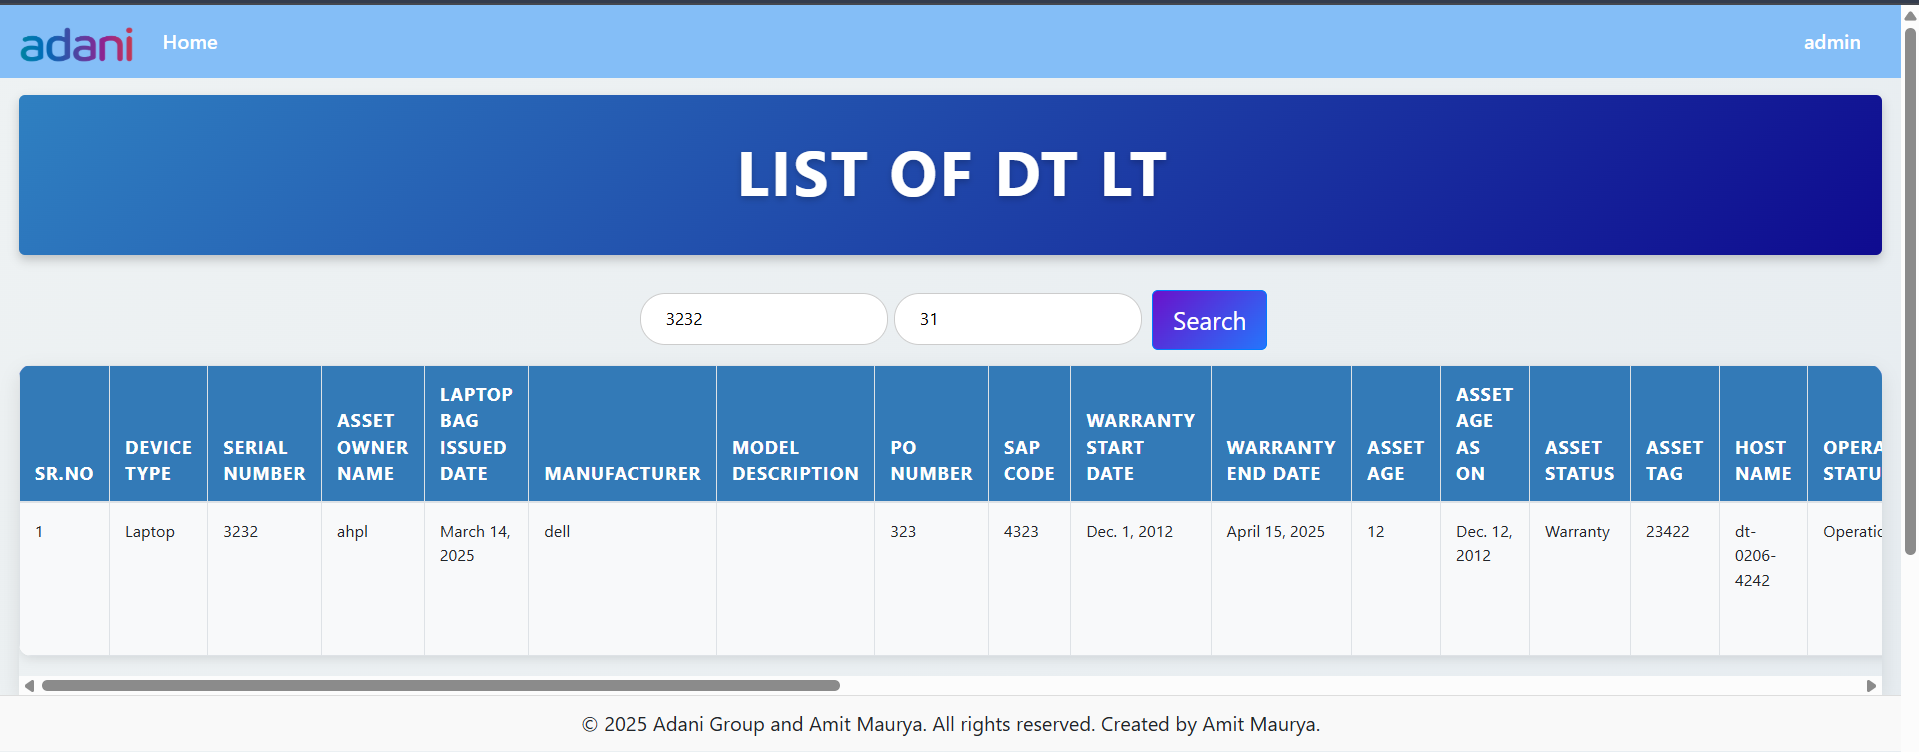 adani Home admin
LIST OF DT LT
3232 31 Search
SR.NO
DEVICE
TYPE
SERIAL
NUMBER
ASSET
OWNER
NAME
LAPTOP
BAG
ISSUED
DATE
MANUFACTURER
MODEL
DESCRIPTION
PO
NUMBER
SAP
CODE
WARRANTY
START
DATE
WARRANTY
END DATE
ASSET
AGE
ASSET
AGE
AS
ON
ASSET
STATUS
ASSET
TAG
HOST
NAME
OPERA
STATU
1
Laptop
3232
ahpl
March 14,
2025
dell
323
4323
Dec. 1, 2012
April 15, 2025
12
Dec. 12,
2012
Warranty
23422
dt-
0206-
4242
Operatio
© 2025 Adani Group and Amit Maurya. All rights reserved. Created by Amit Maurya.